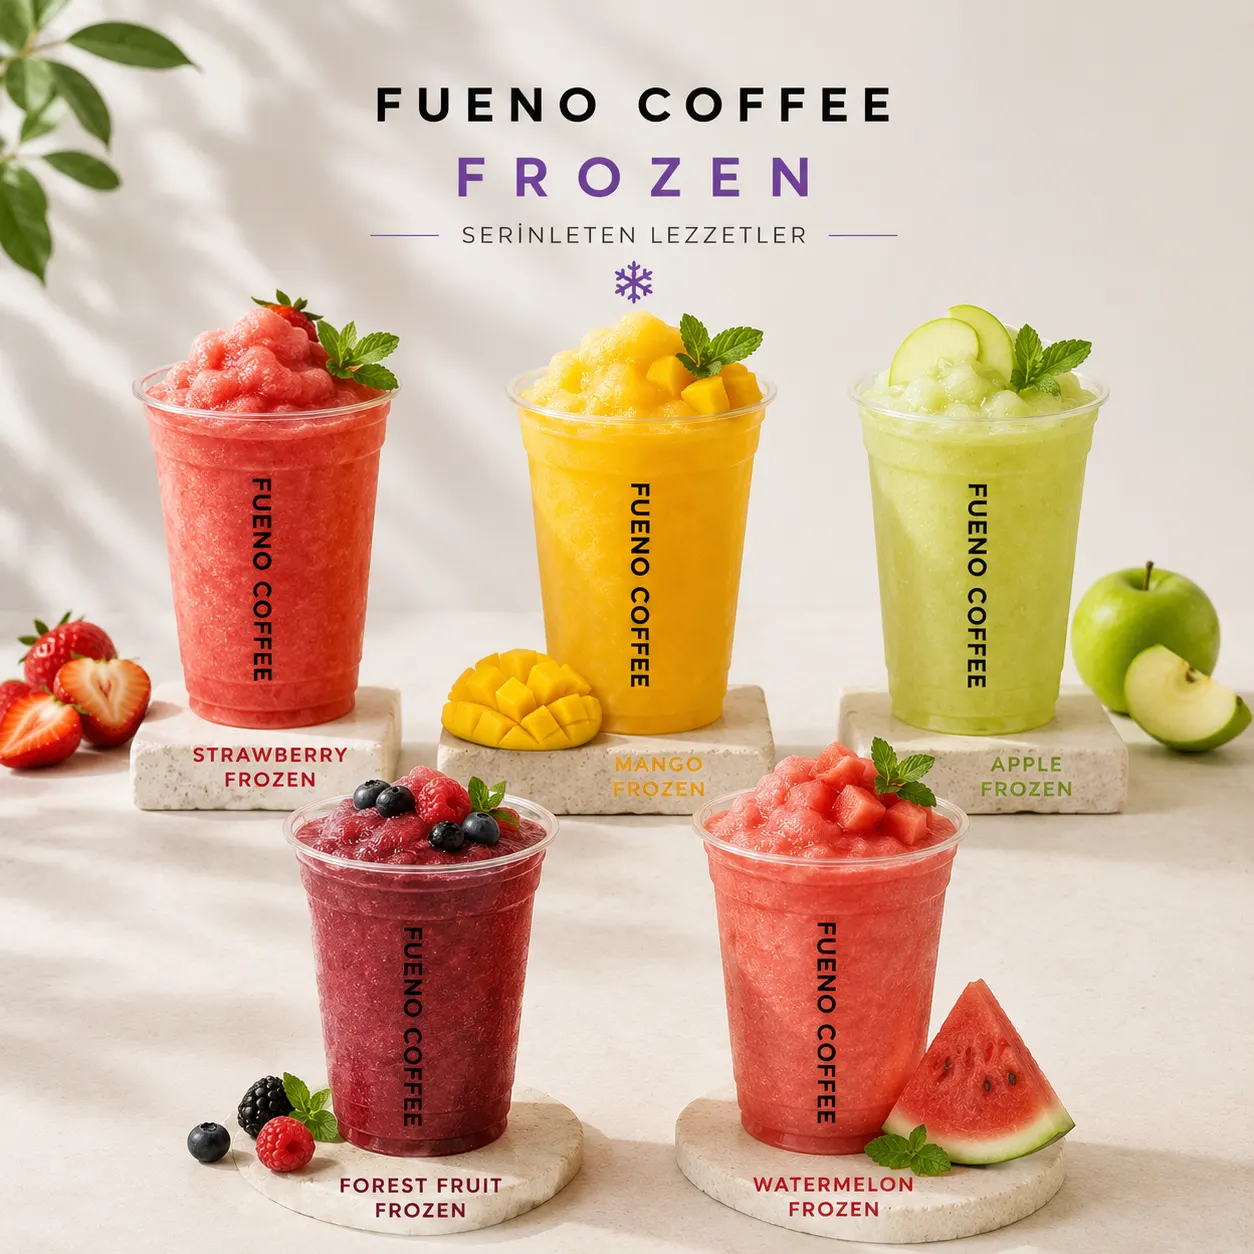 FUENO COFFEE
FROZEN
SERİNLETEN LEZZETLER
FUENO COFFEE
FUENO COFFEE
FUENO COFFEE
STRAWBERRY
FROZEN
MANGO
FROZEN
APPLE
FROZEN
FUENO COFFEE
FUENO COFFEE
FOREST FRUIT
FROZEN
WATERMELON
FROZEN